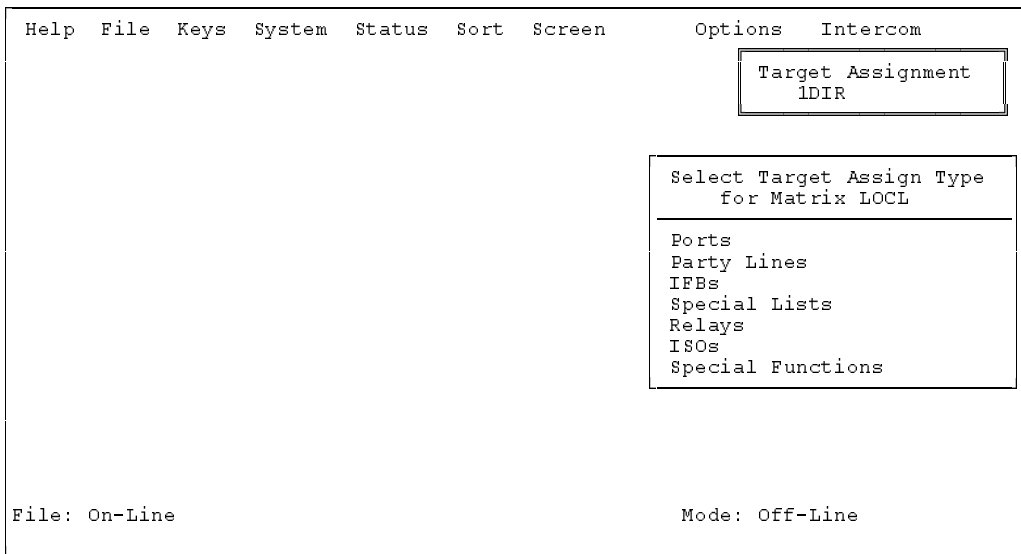 Help File Keys System Status Sort Screen Options Intercom
Target Assignment
1DIR
Select Target Assign Type
for Matrix LOCL
Ports
Party Lines
IFBs
Special Lists
Relays
ISOs
Special Functions
File: On-Line Mode: Off-Line